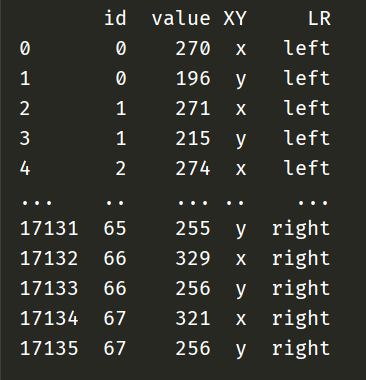 id value XY LR
0 0 270 x left
1 0 196 y left
2 1 271 x left
3 1 215 y left
4 2 274 x left
... .. ... .. ...
17131 65 255 y right
17132 66 329 x right
17133 66 256 y right
17134 67 321 x right
17135 67 256 y right